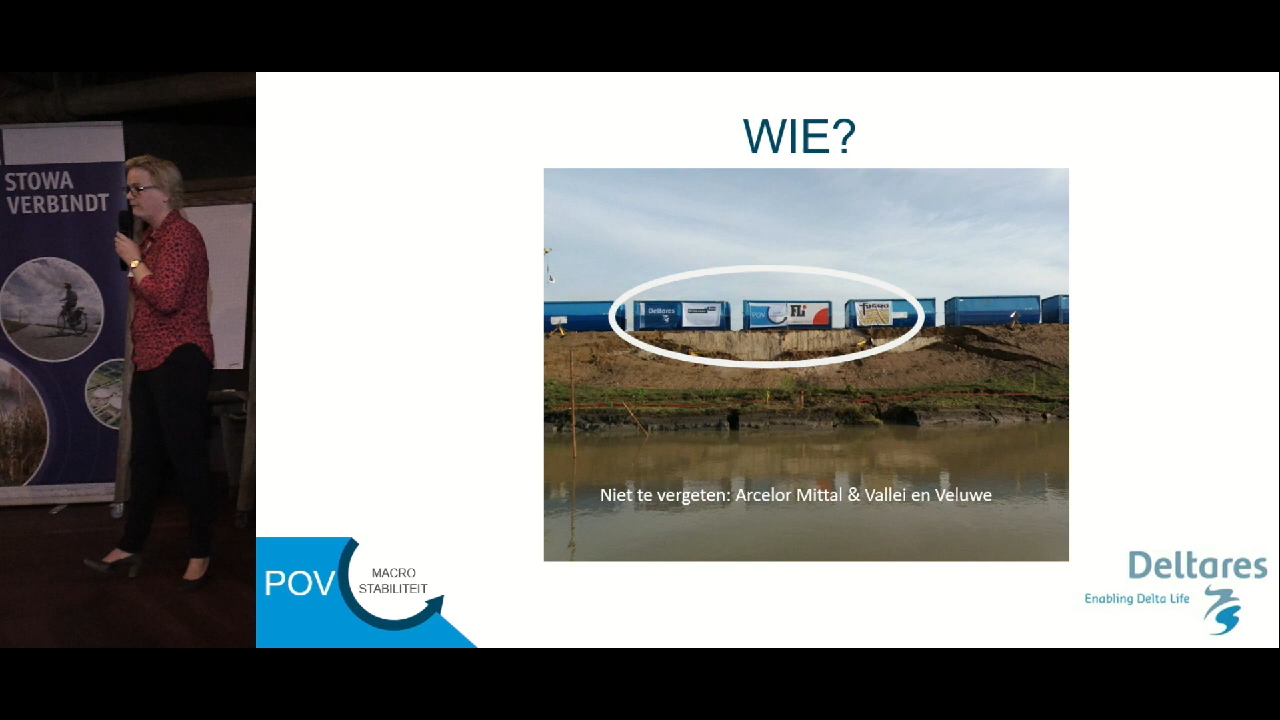 STOWA
VERBINDT
WIE?
Deltares
POV
FLI
Niet te vergeten: Arcelor Mittal & Vallei en Veluwe
POV
MACRO
STABILITEIT
Deltares
Enabling Delta Life